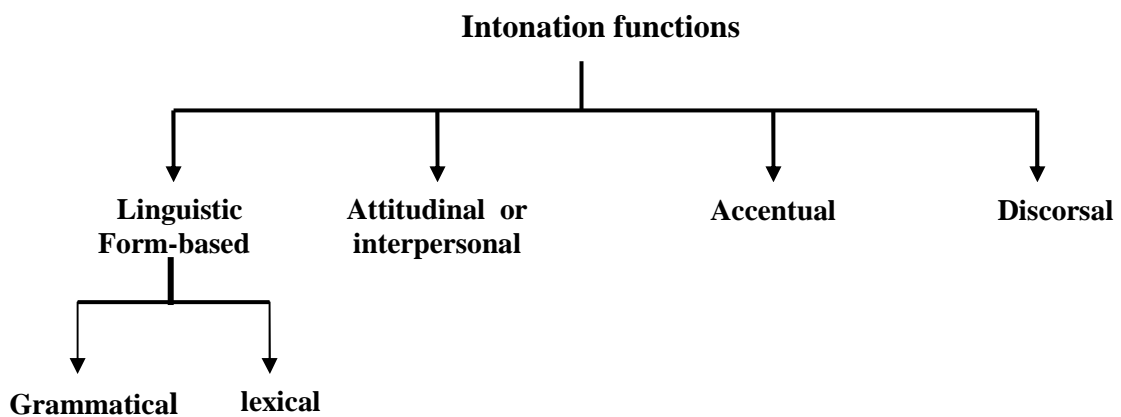 Intonation functions
Linguistic
Form-based
Attitudinal or
interpersonal
Accentual
Discorsal
Grammatical
lexical